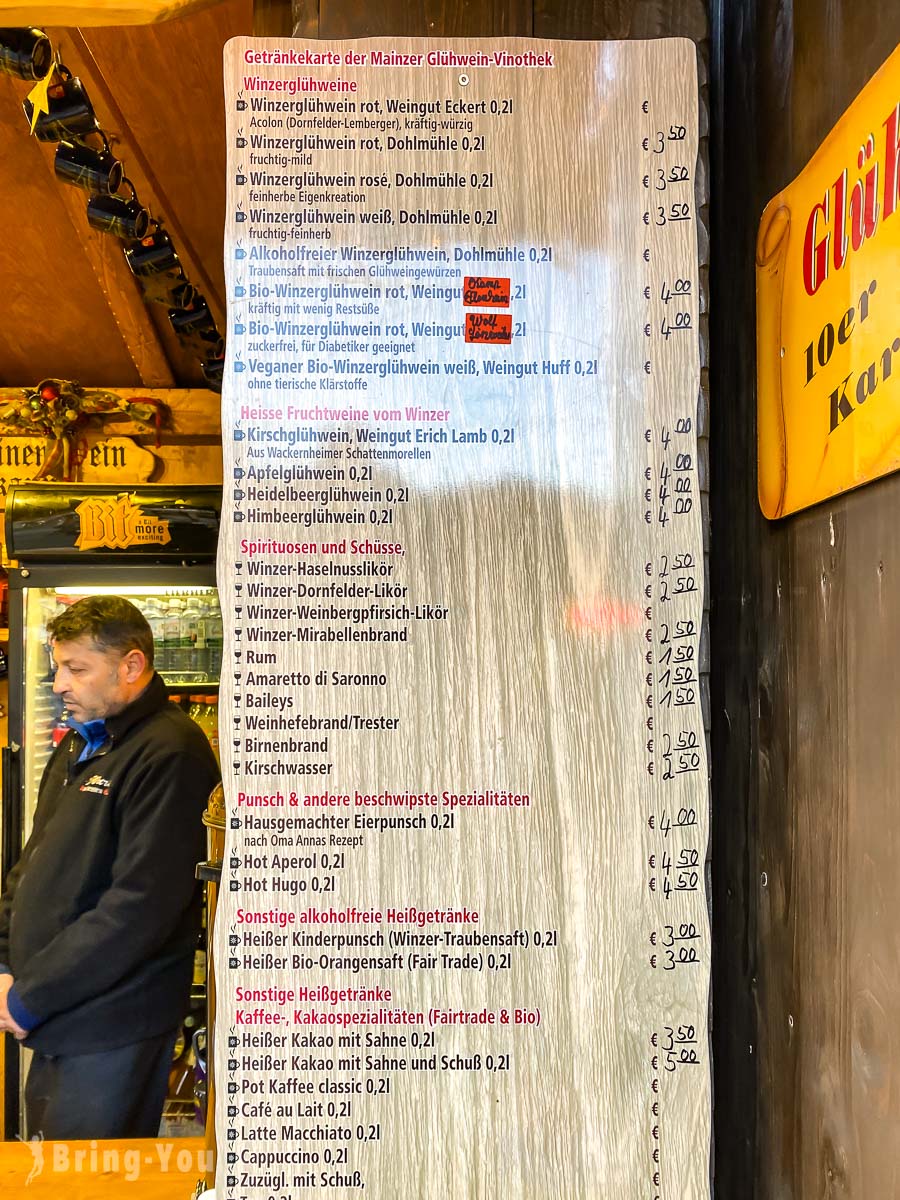 Getränkekarte der Mainzer Glühwein-Vinothek
Winzerglühweine
Winzerglühwein rot, Weingut Eckert 0,2l €
Acolon (Dornfelder-Lemberger), kräftig-würzig
Winzerglühwein rot, Dohlmühle 0,2l € 3 50
fruchtig-mild
Winzerglühwein rosé, Dohlmühle 0,2l € 3 50
feinherbe Eigenkreation
Winzerglühwein weiß, Dohlmühle 0,2l € 3 50
fruchtig-feinherb
Alkoholfreier Winzerglühwein, Dohlmühle 0,2l €
Traubensaft mit frischen Glühweingewürzen
Bio-Winzerglühwein rot, Weingut ,2l € 4 00
kräftig mit wenig Restsüße
Bio-Winzerglühwein rot, Weingut Wolf ,2l € 4 00
zuckerfrei, für Diabetiker geeignet
Veganer Bio-Winzerglühwein weiß, Weingut Huff 0,2l €
ohne tierische Klärstoffe
Heisse Fruchtweine vom Winzer
Kirschglühwein, Weingut Erich Lamb 0,2l € 4 00
Aus Wackernheimer Schattenmorellen
Apfelglühwein 0,2l € 4 00
Heidelbeerglühwein 0,2l € 4 00
Himbeerglühwein 0,2l € 4 00
Spirituosen und Schüsse,
Winzer-Haselnusslikör € 2 50
Winzer-Dornfelder-Likör € 2 50
Winzer-Weinbergpfirsich-Likör €
Winzer-Mirabellenbrand € 2 50
Rum € 1 50
Amaretto di Saronno € 1 50
Baileys € 1 50
Weinhefebrand/Trester €
Birnenbrand € 2 50
Kirschwasser € 2 50
Punsch & andere beschwipste Spezialitäten
Hausgemachter Eierpunsch 0,2l € 4 00
nach Oma Annas Rezept
Hot Aperol 0,2l € 4 50
Hot Hugo 0,2l € 4 50
Sonstige alkoholfreie Heißgetränke
Heißer Kinderpunsch (Winzer-Traubensaft) 0,2l € 3 00
Heißer Bio-Orangensaft (Fair Trade) 0,2l € 3 00
Sonstige Heißgetränke
Kaffee-, Kakaospezialitäten (Fairtrade & Bio)
Heißer Kakao mit Sahne 0,2l € 3 50
Heißer Kakao mit Sahne und Schuß 0,2l € 5 00
Pot Kaffee classic 0,2l €
Café au Lait 0,2l €
Latte Macchiato 0,2l €
Cappuccino 0,2l €
Zuzügl. mit Schuß, €
Glüh
10er
Kar
Bit
more
exciting
Bring-You